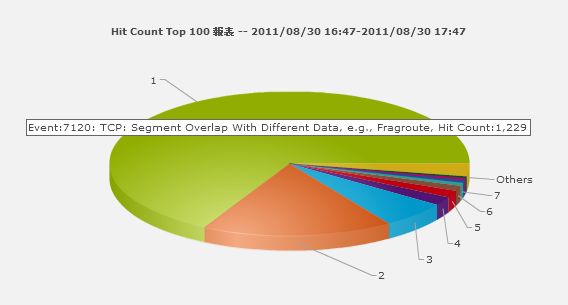 Hit Count Top 100 報表 -- 2011/08/30 16:47-2011/08/30 17:47
1
Event:7120: TCP: Segment Overlap With Different Data, e.g., Fragroute, Hit Count:1,229
Others
7
6
5
4
3
2